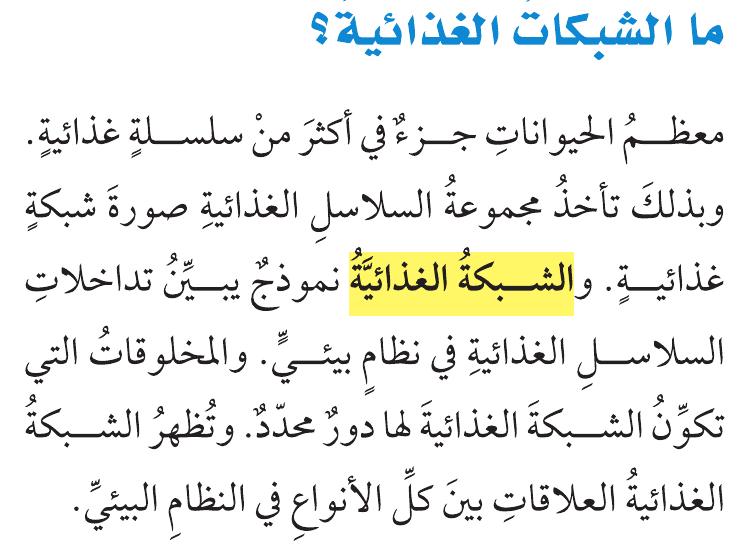 ما الشبكاتُ الغذائيةُ؟
معظمُ الحيواناتِ جزءٌ في أكثرَ منْ سلسلةٍ غذائيةٍ.
وبذلكَ تأخذُ مجموعةُ السلاسلِ الغذائيةِ صورةَ شبكةٍ
غذائيةٍ. والشبكةُ الغذائيَّةُ نموذجٌ يبيِّنُ تداخلاتِ
السلاسلِ الغذائيةِ في نظامٍ بيئيٍّ. والمخلوقاتُ التي
تكوِّنُ الشبكةَ الغذائيةَ لها دورٌ محدّدٌ. وتُظهرُ الشبكةُ
الغذائيةُ العلاقاتِ بينَ كلِّ الأنواعِ في النظامِ البيئيِّ.